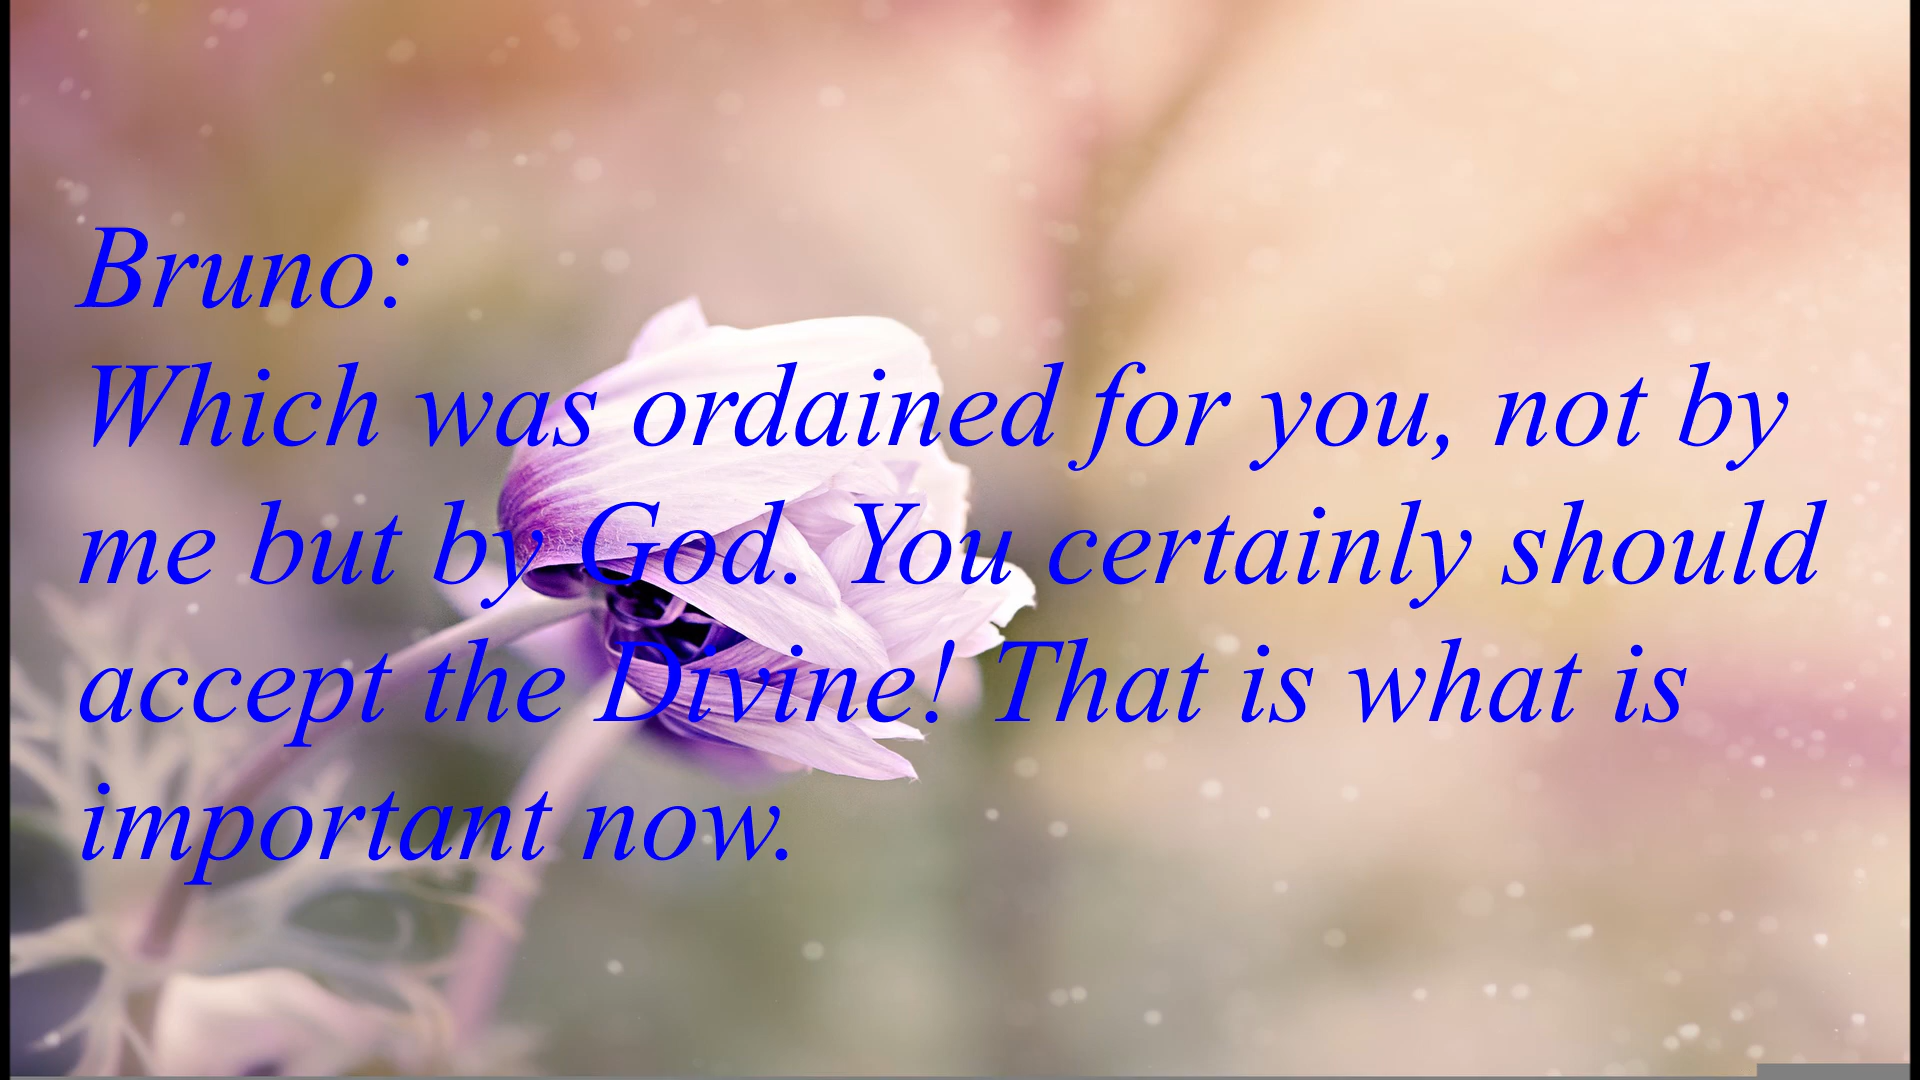 Bruno:
Which was ordained for you, not by
me but by God. You certainly should
accept the Divine! That is what is
important now.